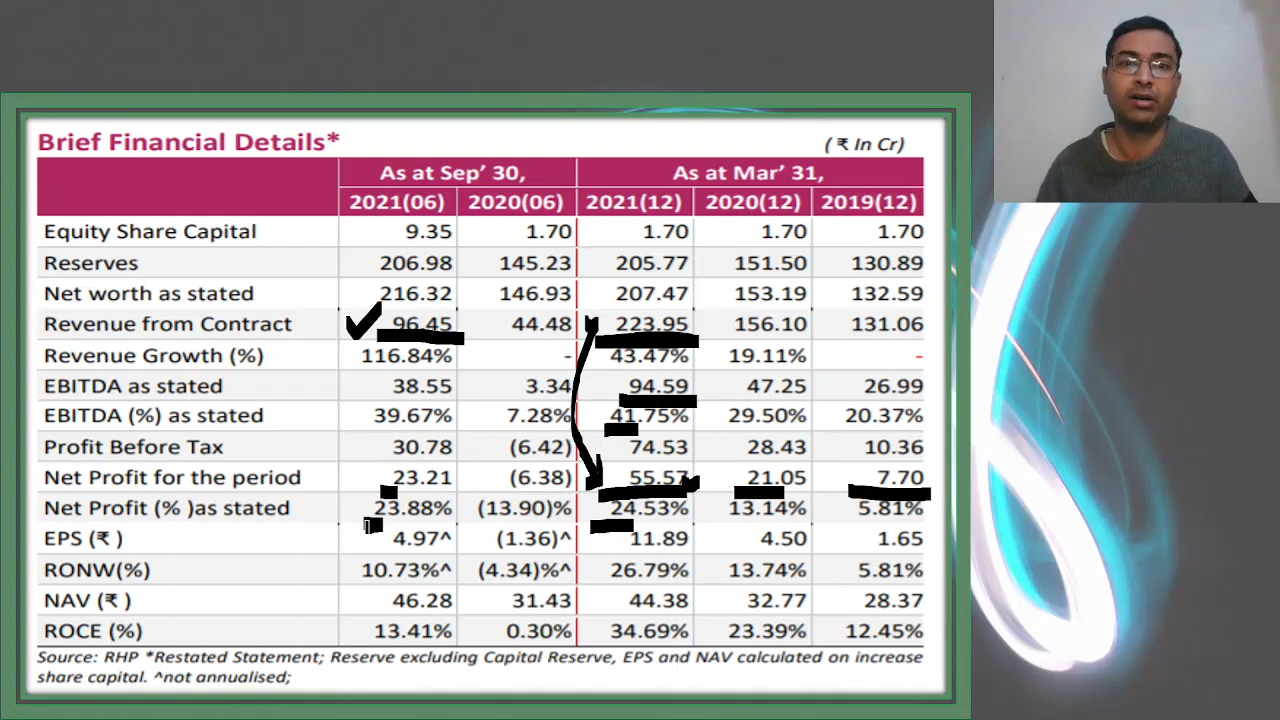 Brief Financial Details* ( ₹ In Cr)
As at Sep’ 30, As at Mar’ 31,
2021(06) 2020(06) 2021(12) 2020(12) 2019(12)
Equity Share Capital 9.35 1.70 1.70 1.70 1.70
Reserves 206.98 145.23 205.77 151.50 130.89
Net worth as stated 216.32 146.93 207.47 153.19 132.59
Revenue from Contract 96.45 44.48 223.95 156.10 131.06
Revenue Growth (%) 116.84% - 43.47% 19.11% -
EBITDA as stated 38.55 3.34 94.59 47.25 26.99
EBITDA (%) as stated 39.67% 7.28% 41.75% 29.50% 20.37%
Profit Before Tax 30.78 (6.42) 74.53 28.43 10.36
Net Profit for the period 23.21 (6.38) 55.57 21.05 7.70
Net Profit (% )as stated 23.88% (13.90)% 24.53% 13.14% 5.81%
EPS (₹ ) 4.97^ (1.36)^ 11.89 4.50 1.65
RONW(%) 10.73%^ (4.34)%^ 26.79% 13.74% 5.81%
NAV (₹ ) 46.28 31.43 44.38 32.77 28.37
ROCE (%) 13.41% 0.30% 34.69% 23.39% 12.45%
Source: RHP *Restated Statement; Reserve excluding Capital Reserve, EPS and NAV calculated on increase
share capital. ^not annualised;